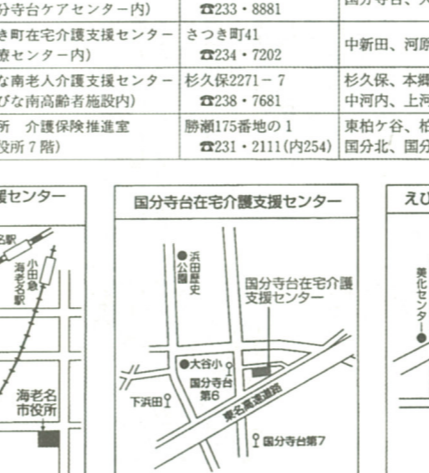 分寺台ケアセンター内)
☎233・8881
き町在宅介護支援センター
さつき町41
中新田、河原
療センター内)
☎234・7202
な南老人介護支援センター
杉久保2271－7
杉久保、本郷
びな南高齢者施設内)
☎238・7681
中河内、上河
所 介護保険推進室
勝瀬175番地の1
東柏ケ谷、柏
役所7階)
☎231・2111(内254)
国分北、国分
援センター
国分寺台在宅介護支援センター
えび
名駅
小田急
海老名駅
海老名
市役所
浜田歴史
公園
国分寺台在宅介護
支援センター
大谷小
国分寺台
第6
下浜田
東名高速道路
国分寺台第7
美化センター